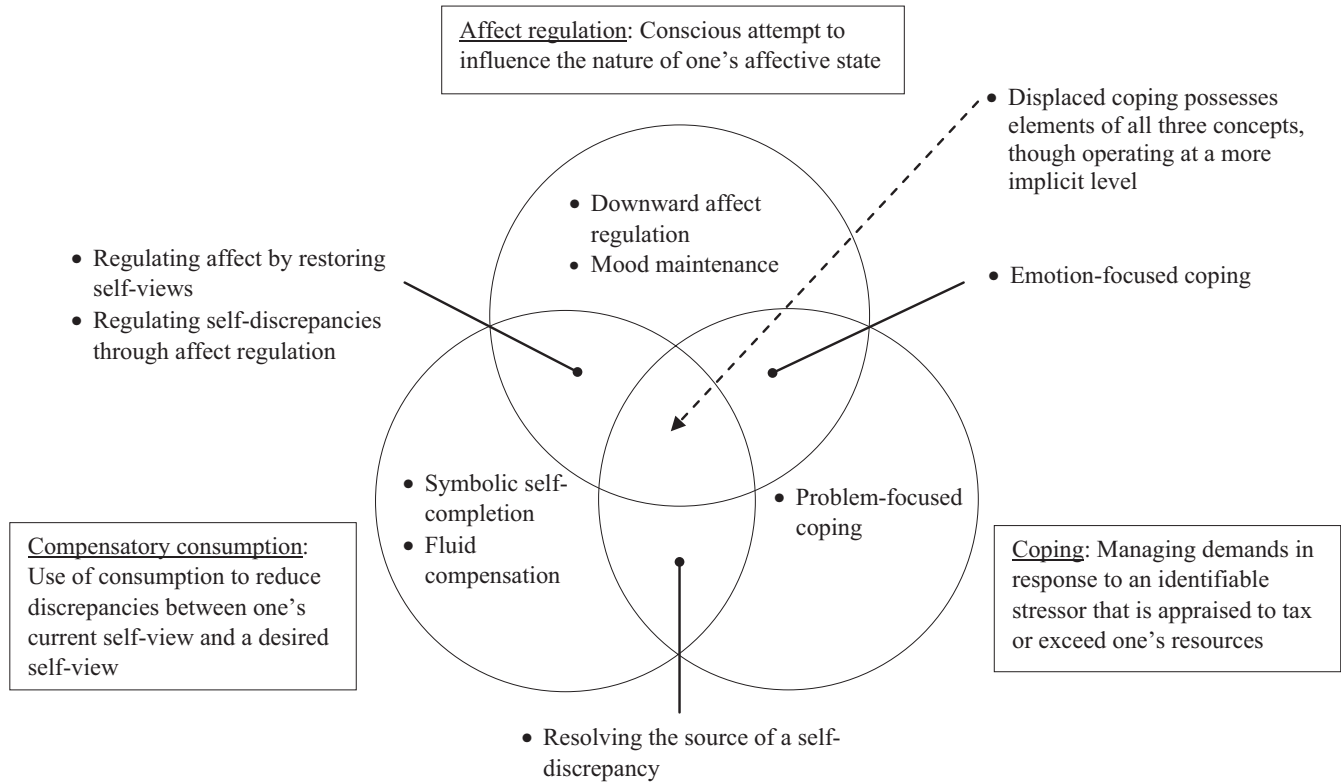 Affect regulation: Conscious attempt to
influence the nature of one’s affective state
• Displaced coping possesses
elements of all three concepts,
though operating at a more
implicit level
• Downward affect
regulation
• Mood maintenance
• Regulating affect by restoring
self-views
• Regulating self-discrepancies
through affect regulation
• Emotion-focused coping
• Symbolic self-
completion
• Fluid
compensation
• Problem-focused
coping
Compensatory consumption:
Use of consumption to reduce
discrepancies between one’s
current self-view and a desired
self-view
Coping: Managing demands in
response to an identifiable
stressor that is appraised to tax
or exceed one’s resources
• Resolving the source of a self-
discrepancy